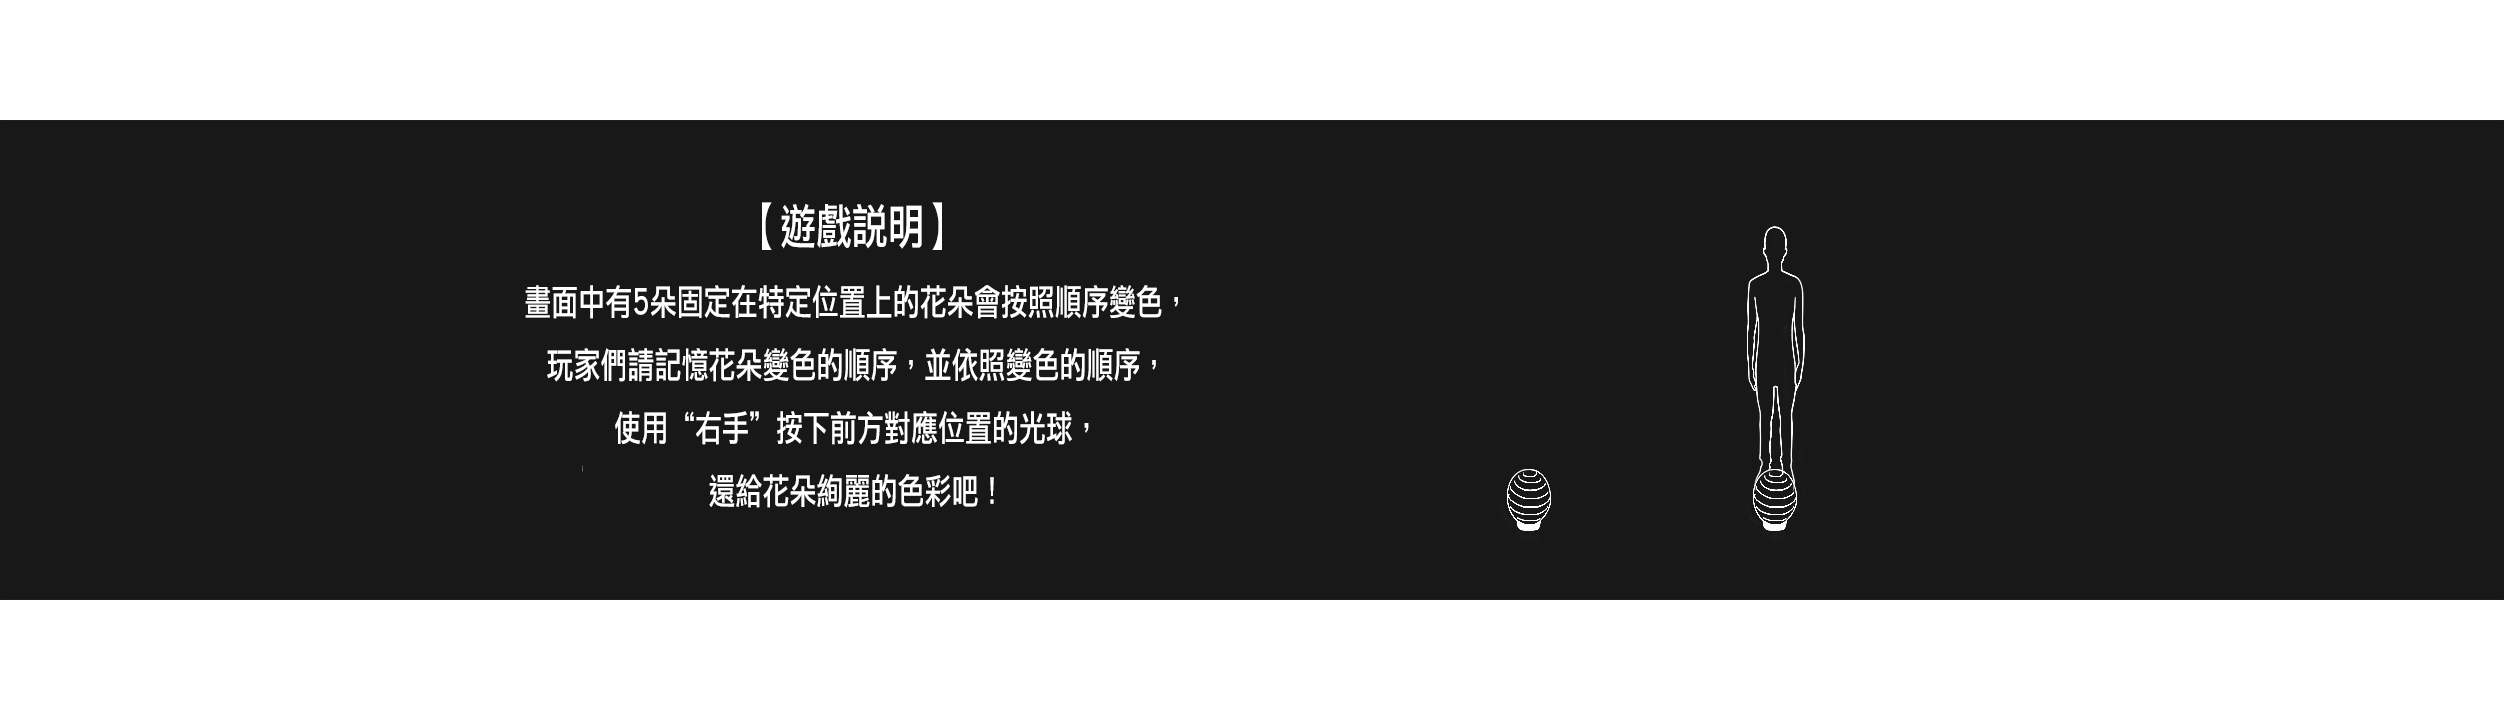 【遊戲說明】
畫面中有5朵固定在特定位置上的花朵會按照順序變色，
玩家們請記憶花朵變色的順序，並依照變色的順序，
使用“右手”按下前方對應位置的光球，
還給花朵絢麗的色彩吧！